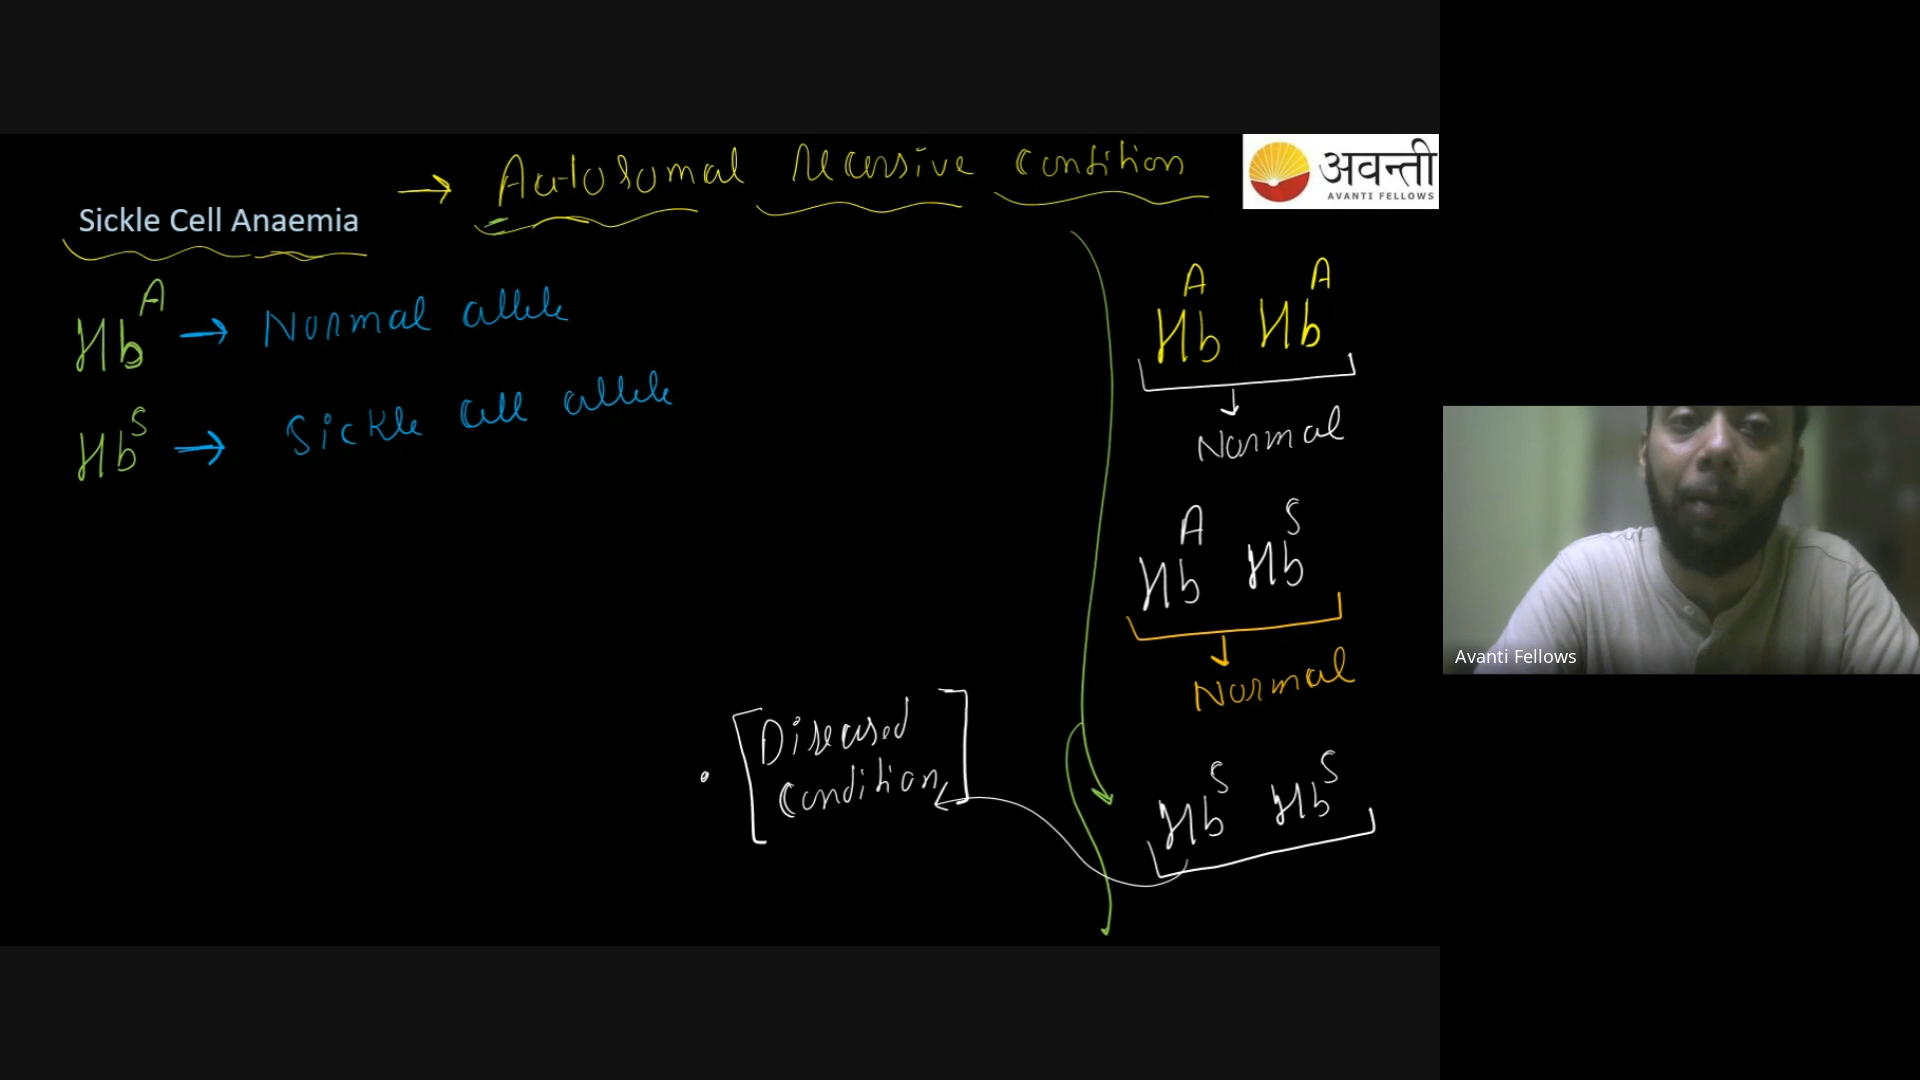 → Autosomal recessive condition
अवन्ती
AVANTI FELLOWS
Sickle Cell Anaemia
Hb^A → Normal allele
Hb^S → Sickle cell allele
Hb^A Hb^A
Normal
Hb^A Hb^S
Normal
Avanti Fellows
Diseased
Condition
Hb^S Hb^S